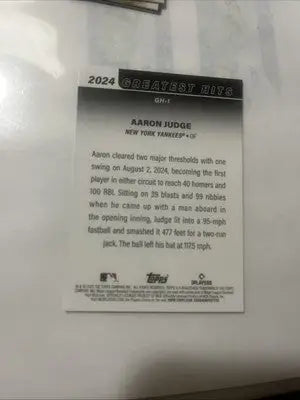 2024 GREATEST HITS
GH-1
AARON JUDGE
NEW YORK YANKEES • OF
Aaron cleared two major thresholds with one
swing on August 2, 2024, becoming the first
player in either circuit to reach 40 homers and
100 RBI. Sitting on 39 blasts and 99 ribbies
when he came up with a man aboard in
the opening inning, Judge lit into a 95-mph
fastball and smashed it 477 feet for a two-run
jack. The ball left his bat at 117.5 mph.
Topps
PLAYERS